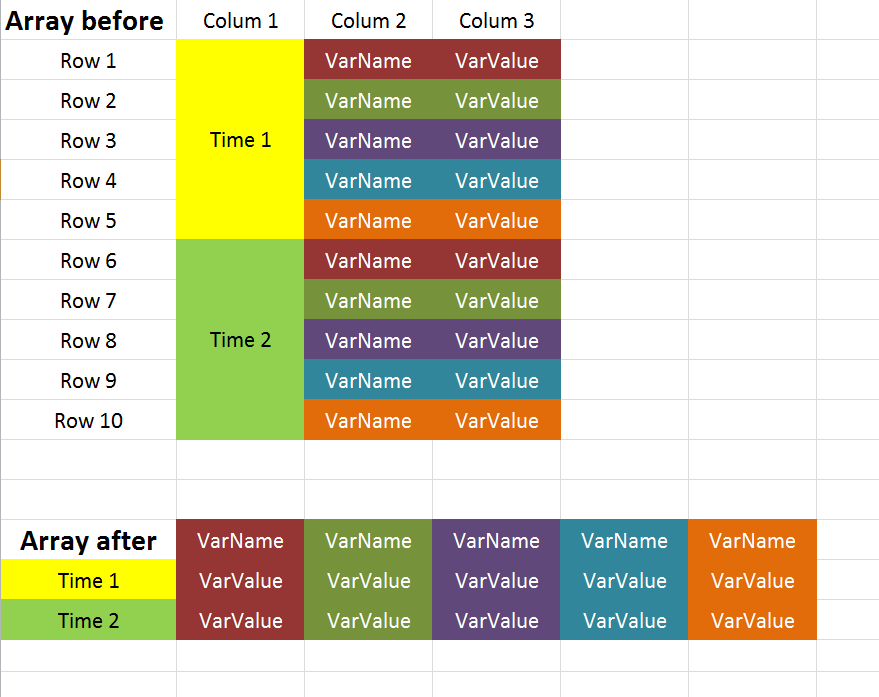 Array before Colum 1 Colum 2 Colum 3
Row 1 VarName VarValue
Row 2 VarName VarValue
Row 3 Time 1 VarName VarValue
Row 4 VarName VarValue
Row 5 VarName VarValue
Row 6 VarName VarValue
Row 7 VarName VarValue
Row 8 Time 2 VarName VarValue
Row 9 VarName VarValue
Row 10 VarName VarValue
Array after VarName VarName VarName VarName VarName
Time 1 VarValue VarValue VarValue VarValue VarValue
Time 2 VarValue VarValue VarValue VarValue VarValue